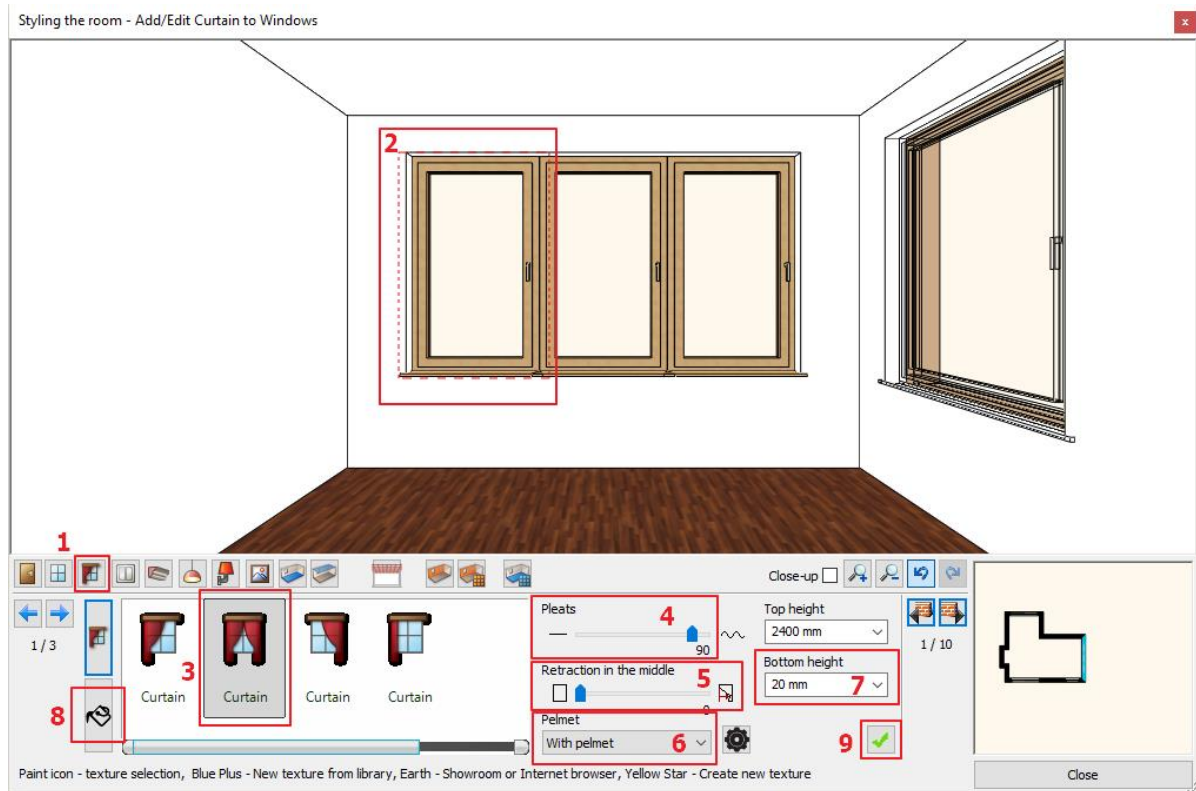 Styling the room - Add/Edit Curtain to Windows
x
2
1
Close-up
1 / 3
3
Curtain
Curtain
Curtain
Curtain
8
Pleats
4
90
Retraction in the middle
5
0
Pelmet
With pelmet
6
Top height
2400 mm
Bottom height
20 mm
7
9
1 / 10
Paint icon - texture selection, Blue Plus - New texture from library, Earth - Showroom or Internet browser, Yellow Star - Create new texture
Close